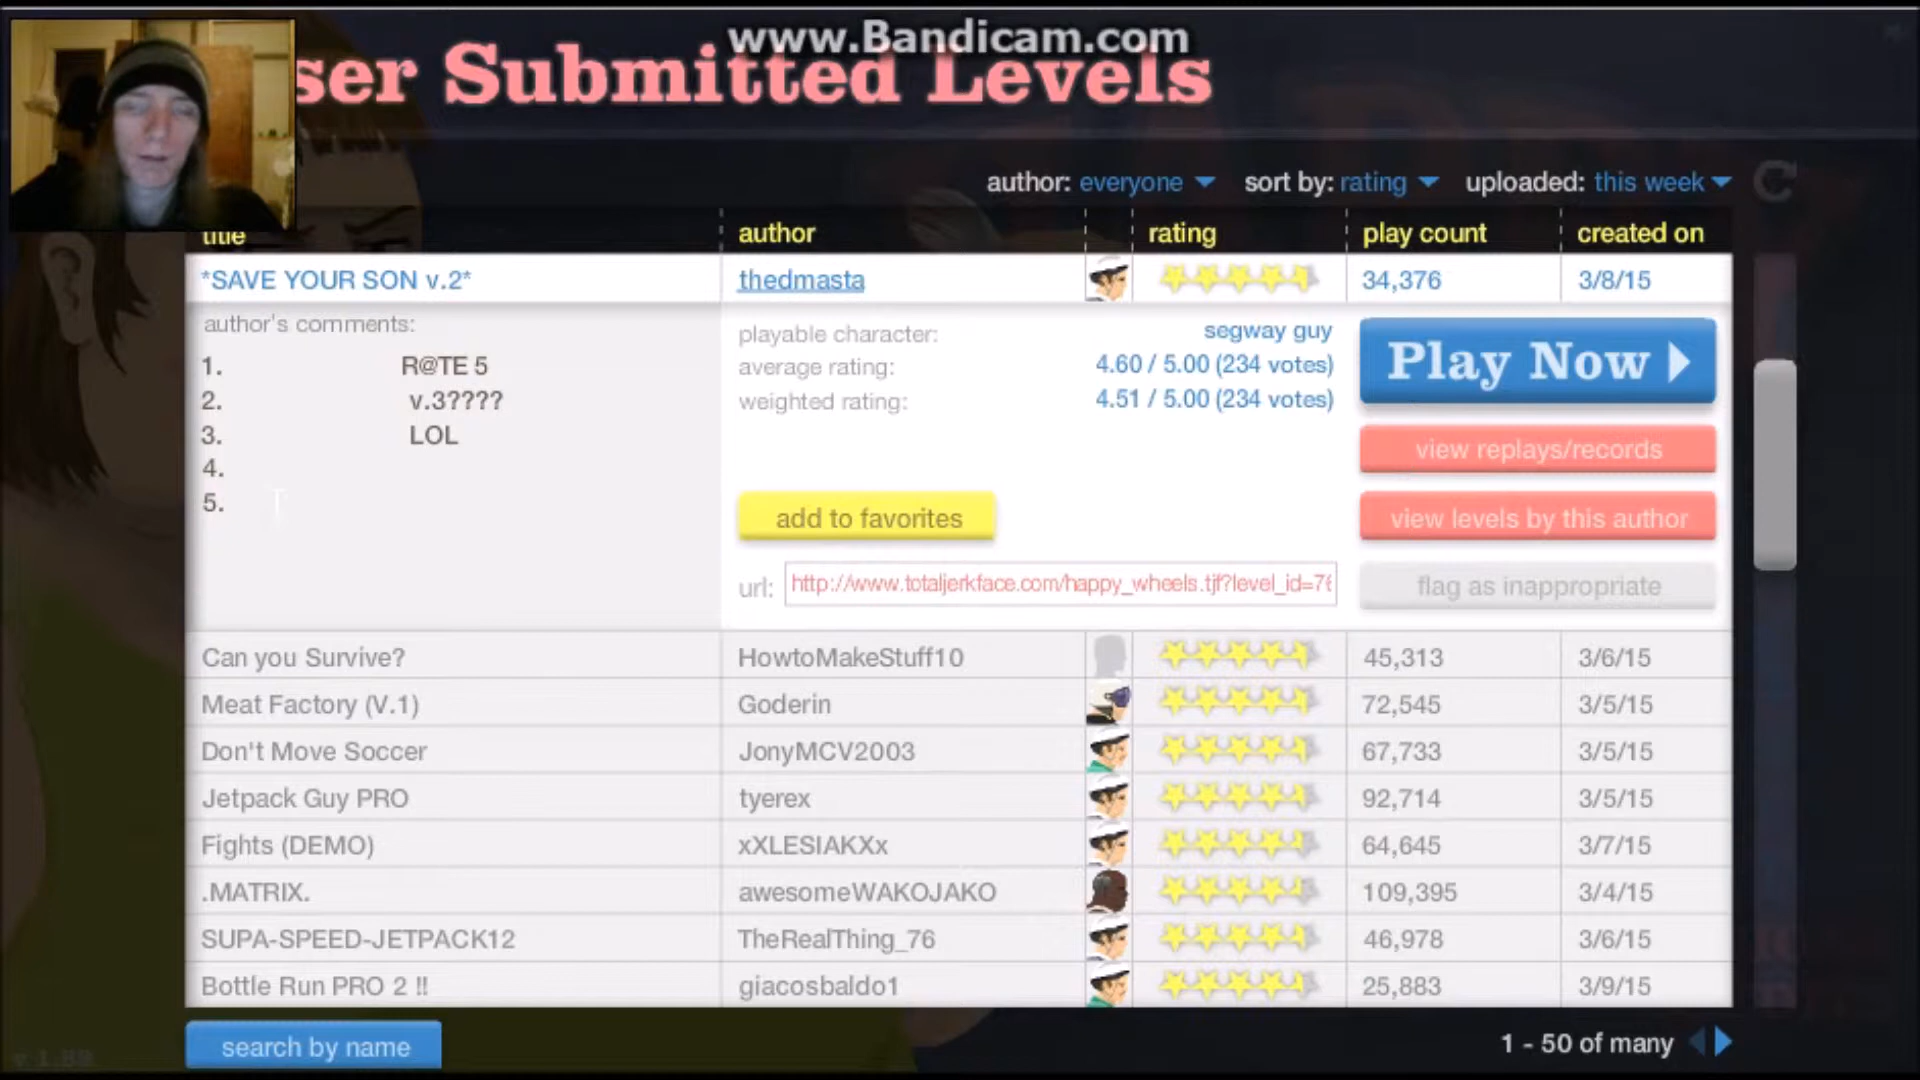 www.Bandicam.com
ser Submitted Levels
author: everyone sort by: rating uploaded: this week
title author rating play count created on
*SAVE YOUR SON v.2* thedmasta 34,376 3/8/15
author's comments:
1. R@TE 5
2. v.3????
3. LOL
4.
5.
playable character: segway guy
average rating: 4.60 / 5.00 (234 votes)
weighted rating: 4.51 / 5.00 (234 votes)
add to favorites
url: http://www.totaljerkface.com/happy_wheels.tjf?level_id=76
Play Now
view replays/records
view levels by this author
flag as inappropriate
Can you Survive? HowtoMakeStuff10 45,313 3/6/15
Meat Factory (V.1) Goderin 72,545 3/5/15
Don't Move Soccer JonyMCV2003 67,733 3/5/15
Jetpack Guy PRO tyerex 92,714 3/5/15
Fights (DEMO) xXLESIAKXx 64,645 3/7/15
.MATRIX. awesomeWAKOJAKO 109,395 3/4/15
SUPA-SPEED-JETPACK12 TheRealThing_76 46,978 3/6/15
Bottle Run PRO 2 !! giacosbaldo1 25,883 3/9/15
search by name
1 - 50 of many